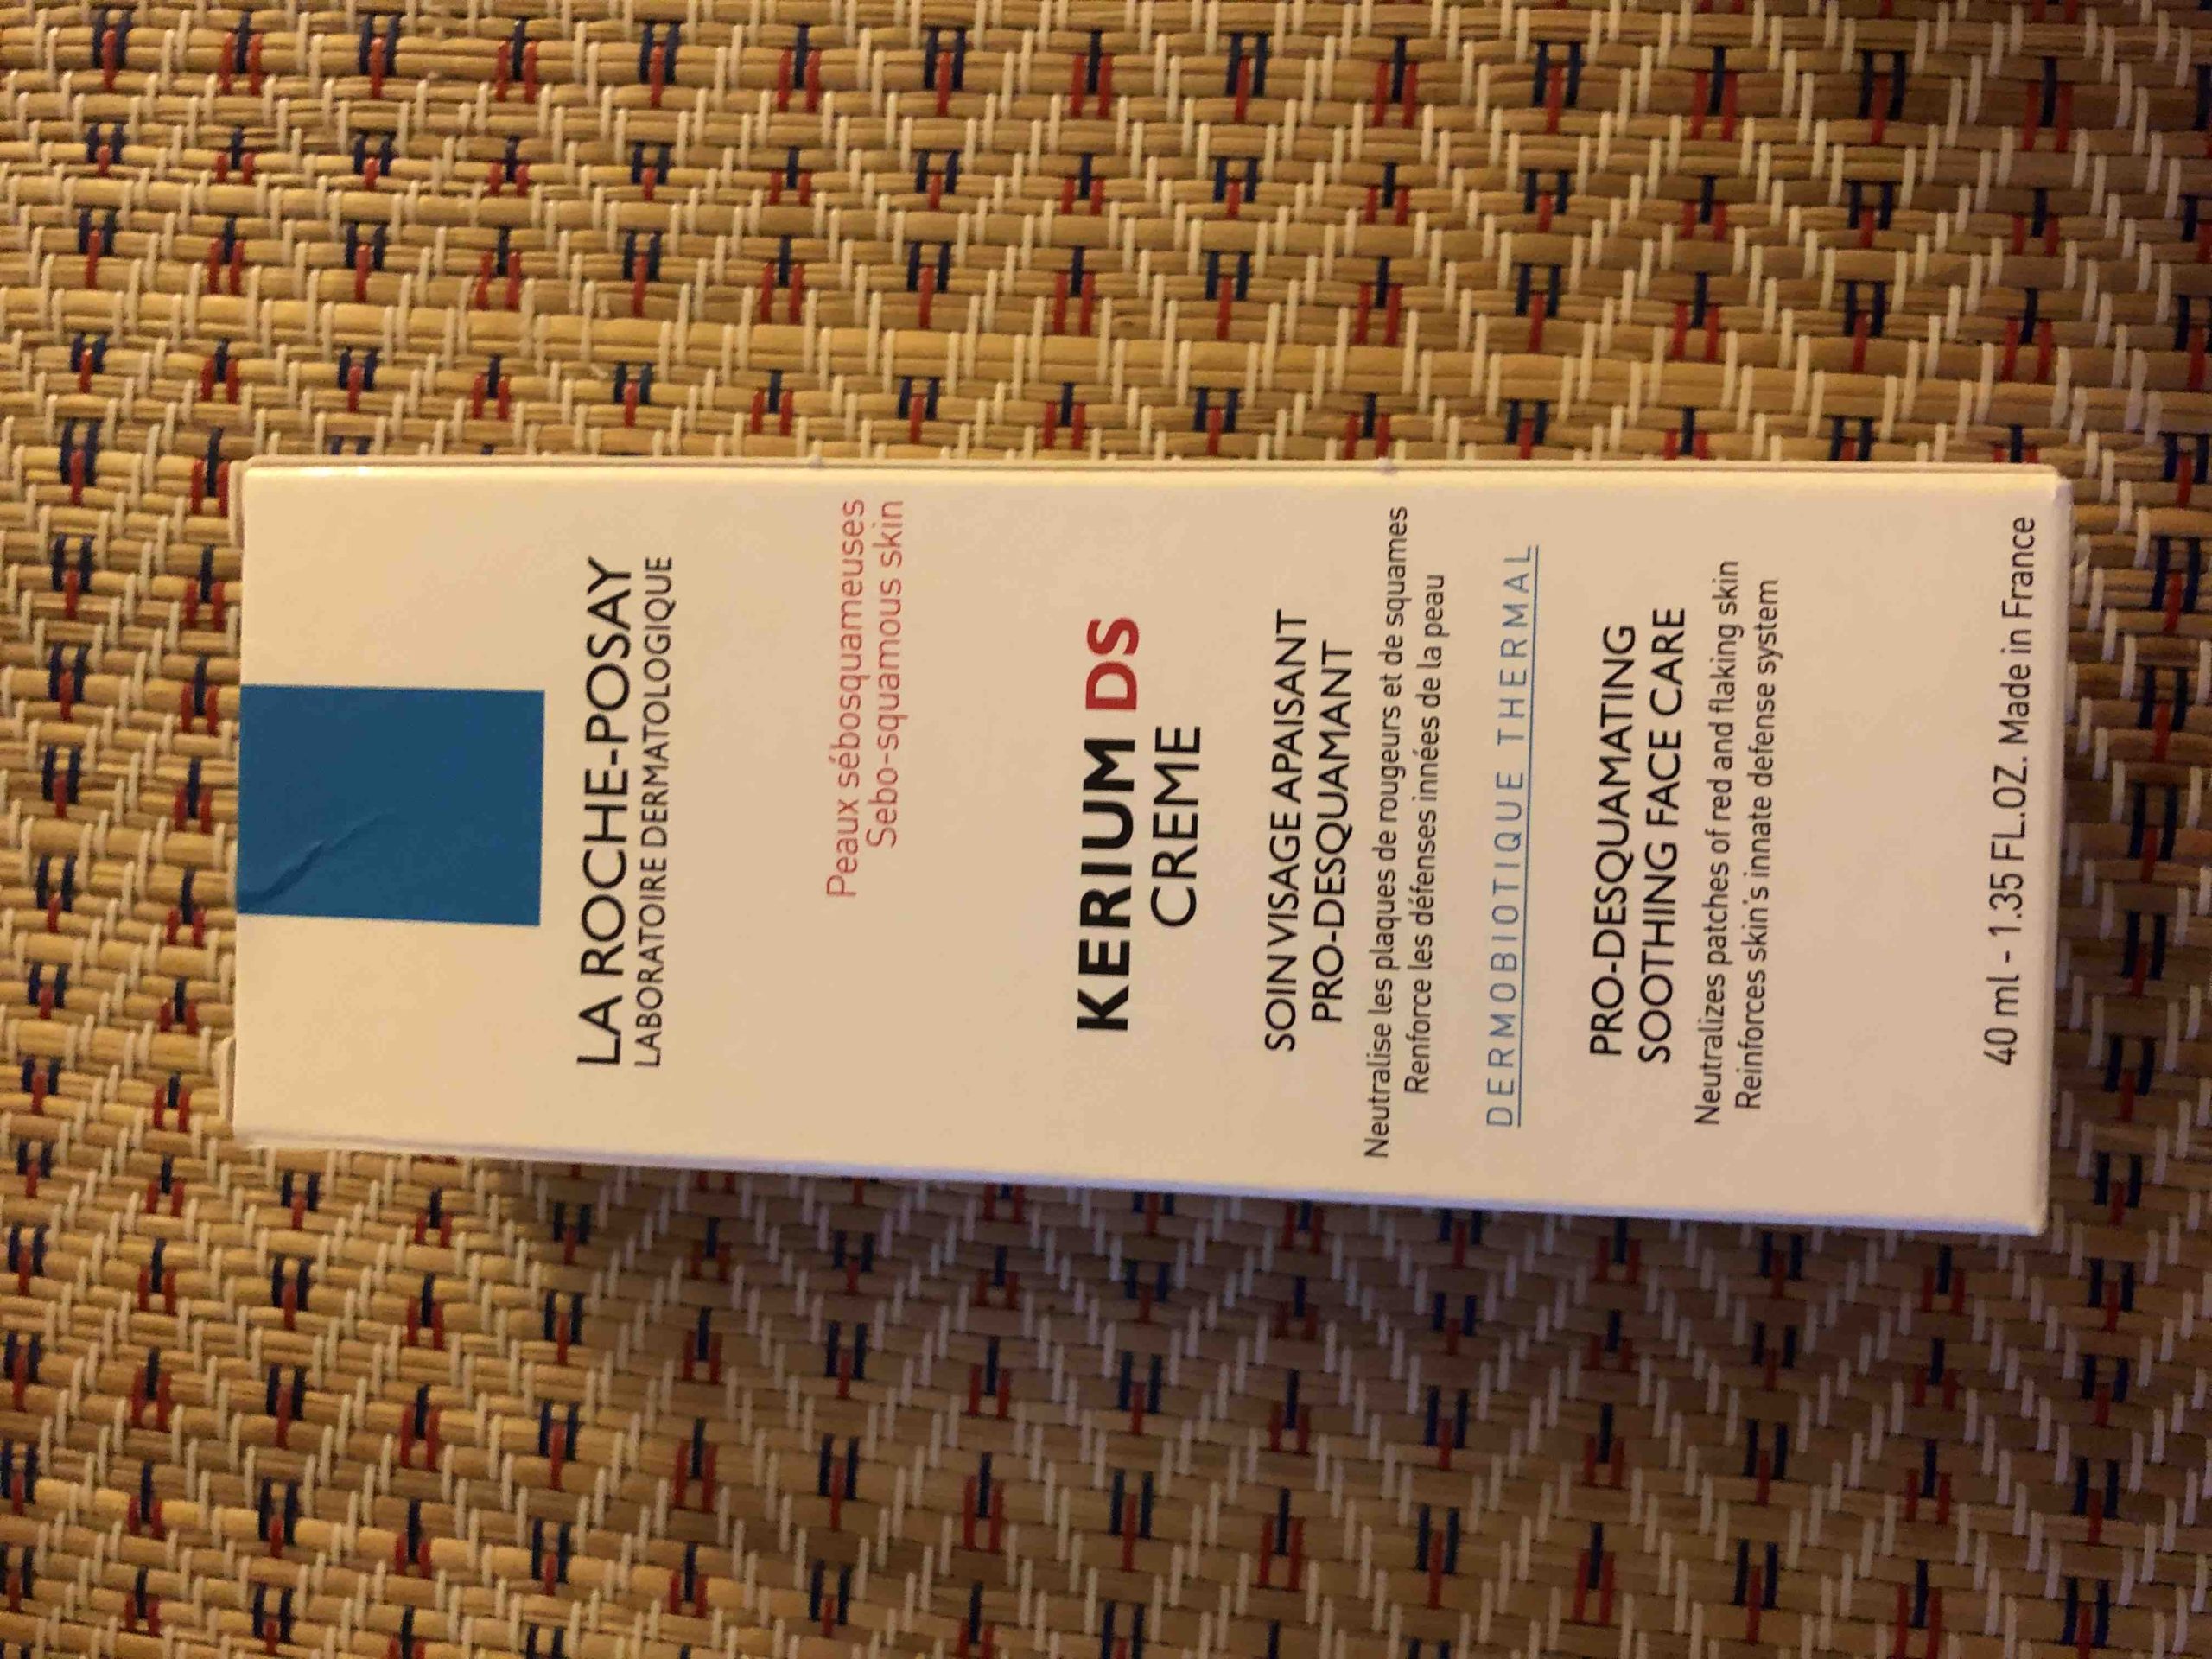 LA ROCHE-POSAY
LABORATOIRE DERMATOLOGIQUE
Peaux sébosquameuses
Sebo-squamous skin
KERIUM DS
CREME
SOIN VISAGE APAISANT
PRO-DESQUAMANT
Neutralise les plaques de rougeurs et de squames
Renforce les défenses innées de la peau
DERMOBIOTIQUE THERMAL
PRO-DESQUAMATING
SOOTHING FACE CARE
Neutralizes patches of red and flaking skin
Reinforces skin's innate defense system
40 ml - 1.35 FL.OZ. Made in France